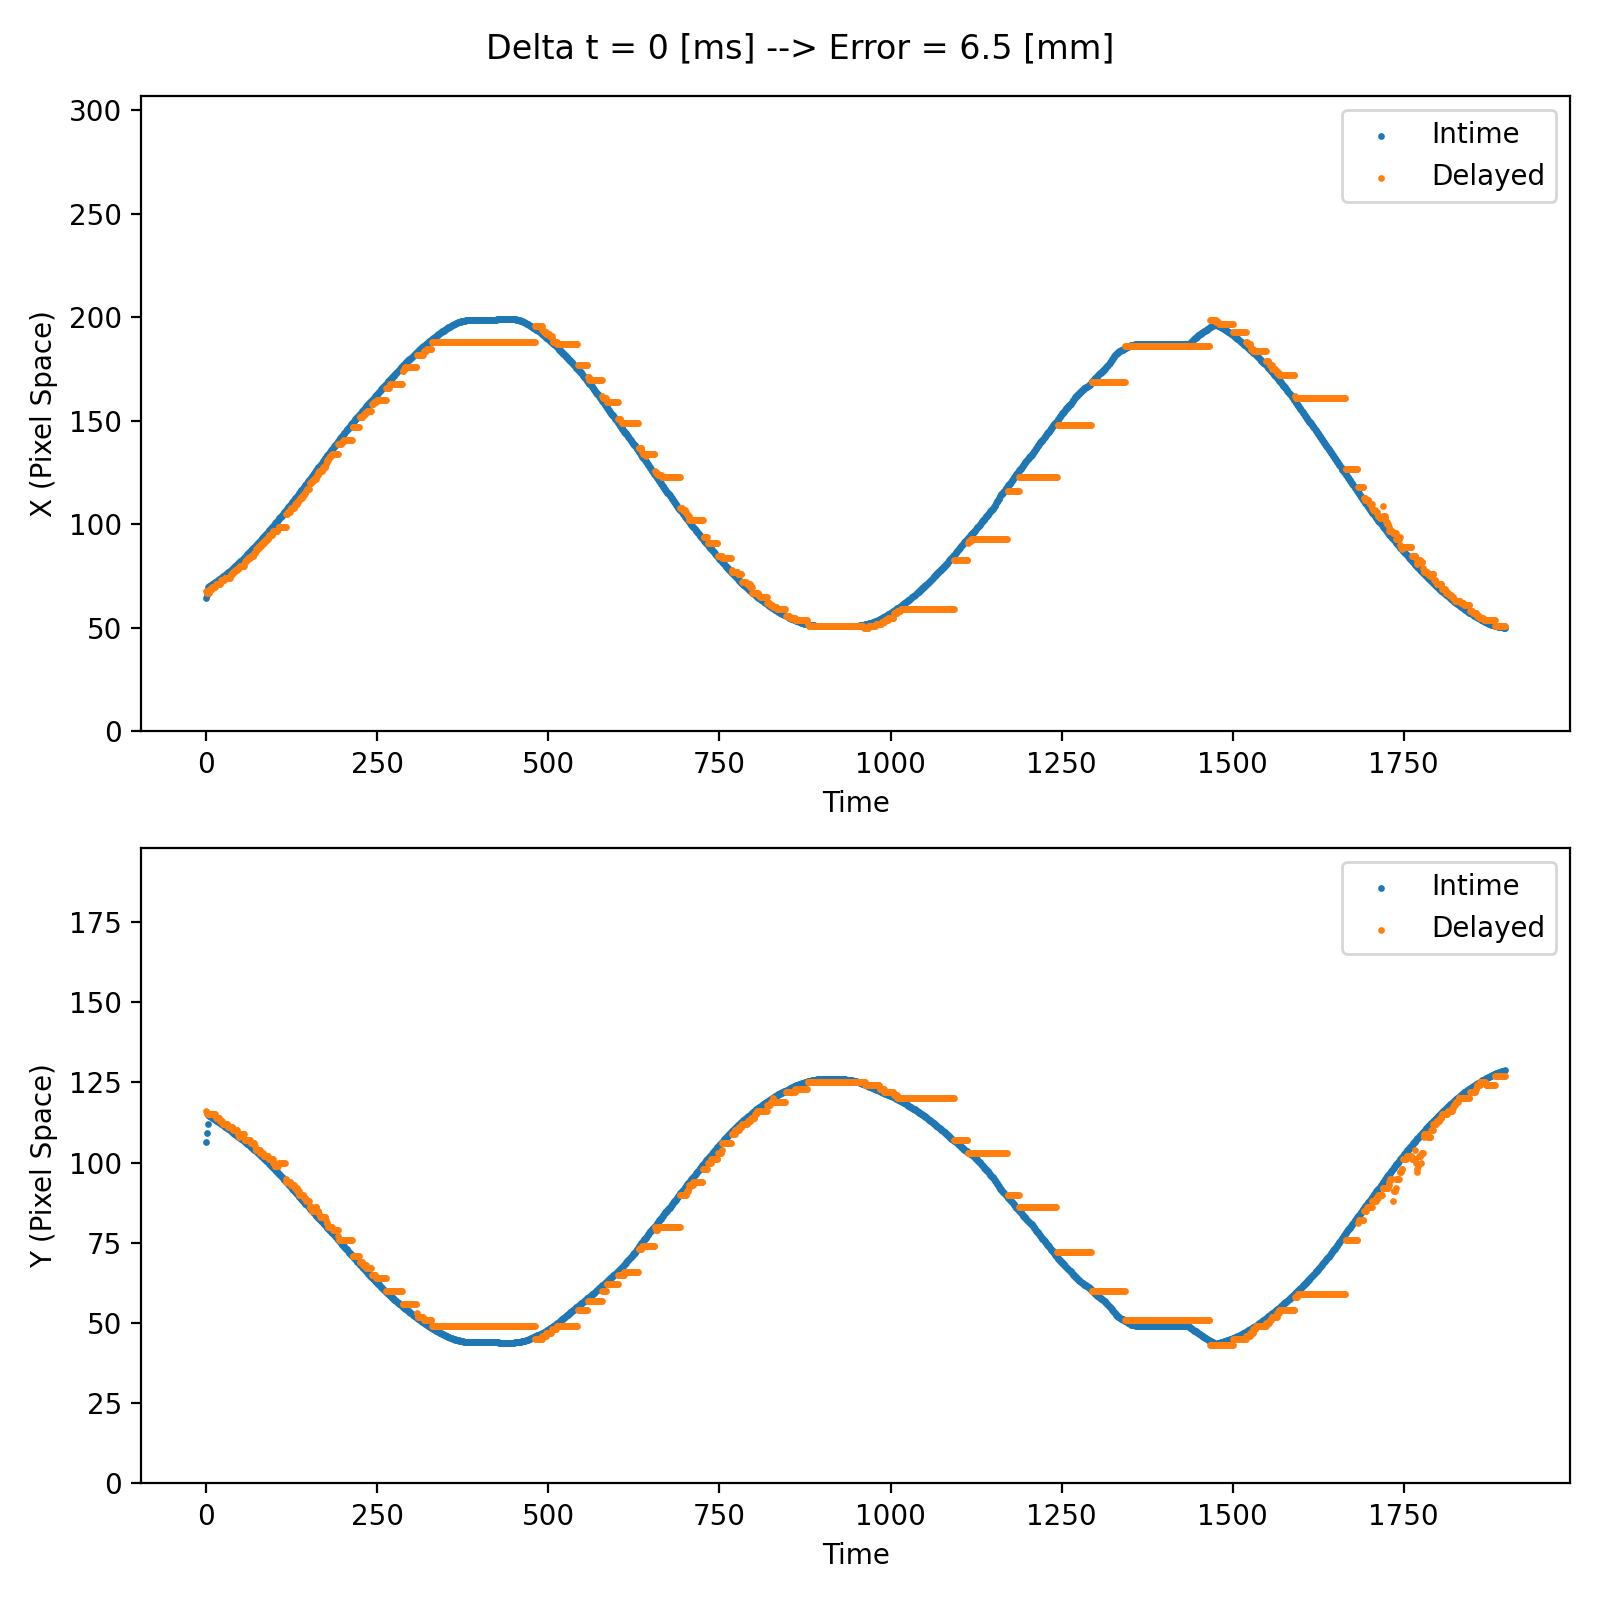 Delta t = 0 [ms] --> Error = 6.5 [mm]
300
250
200
150
100
50
0
X (Pixel Space)
Intime
Delayed
0 250 500 750 1000 1250 1500 1750
Time
175
150
125
100
75
50
25
0
Y (Pixel Space)
Intime
Delayed
0 250 500 750 1000 1250 1500 1750
Time